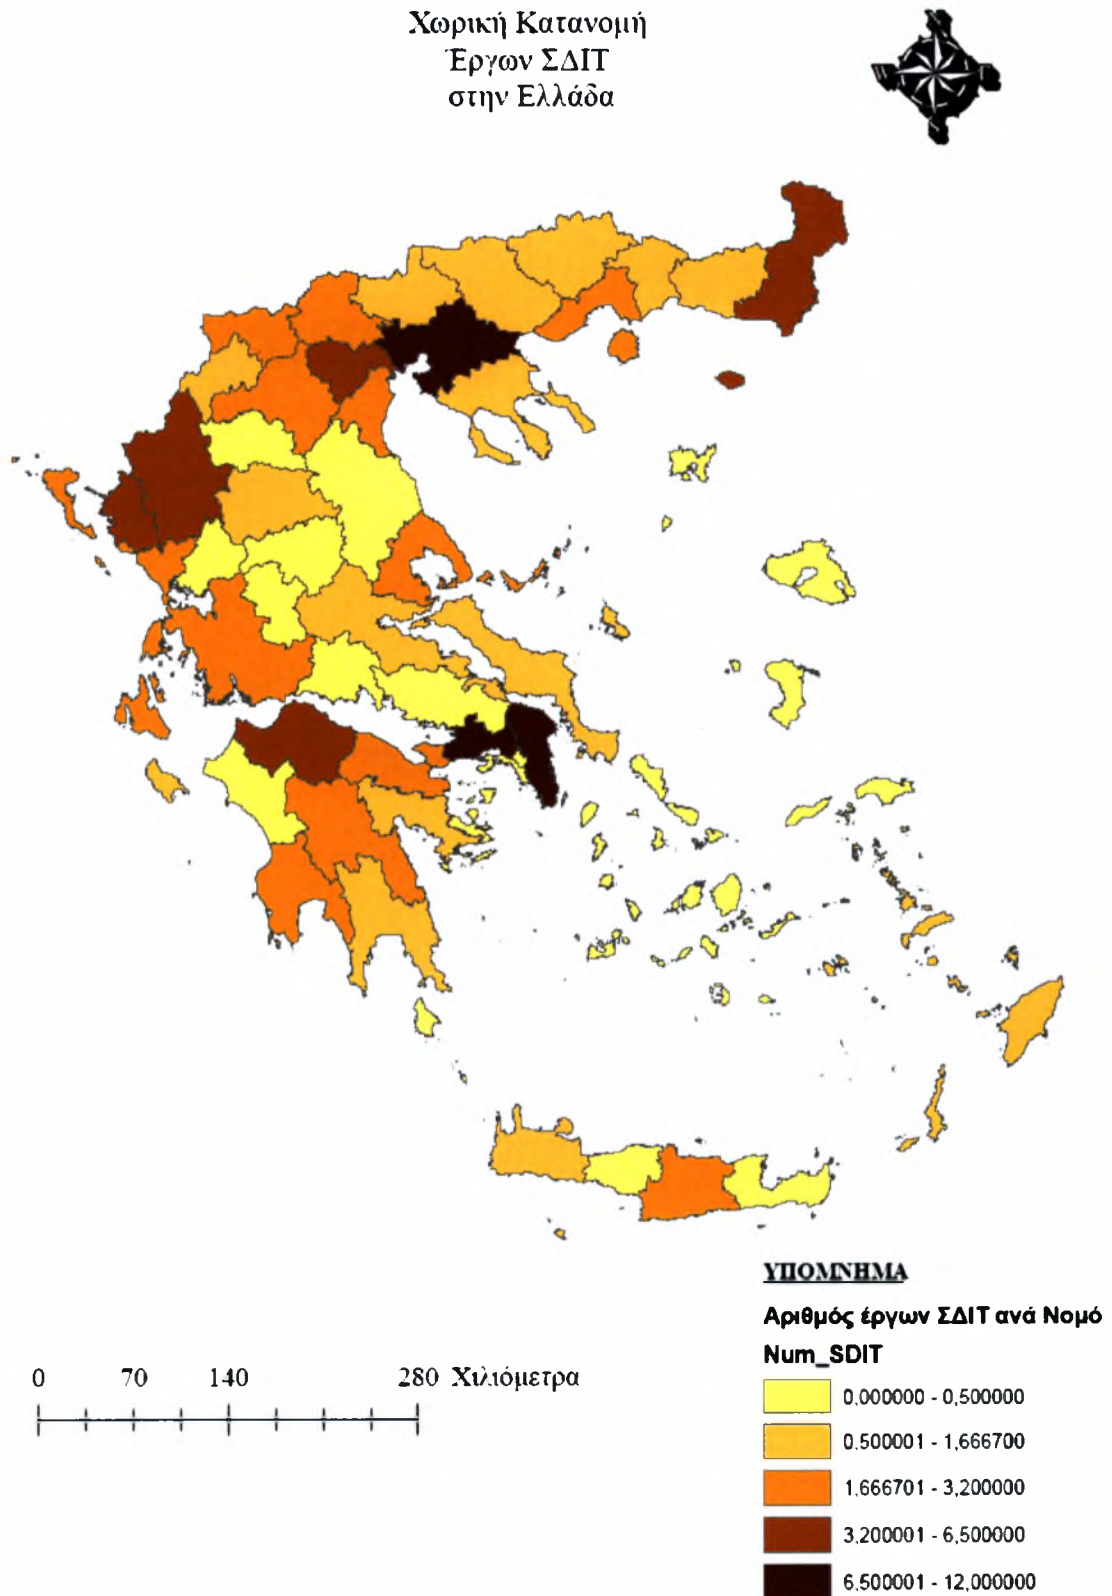 Χωρική Κατανομή
Έργων ΣΔΙΤ
στην Ελλάδα
ΥΠΟΜΝΗΜΑ
Αριθμός έργων ΣΔΙΤ ανά Νομό
Num_SDIT
0,000000 - 0,500000
0,500001 - 1,666700
1,666701 - 3,200000
3,200001 - 6,500000
6,500001 - 12,000000
0 70 140 280 Χιλιόμετρα